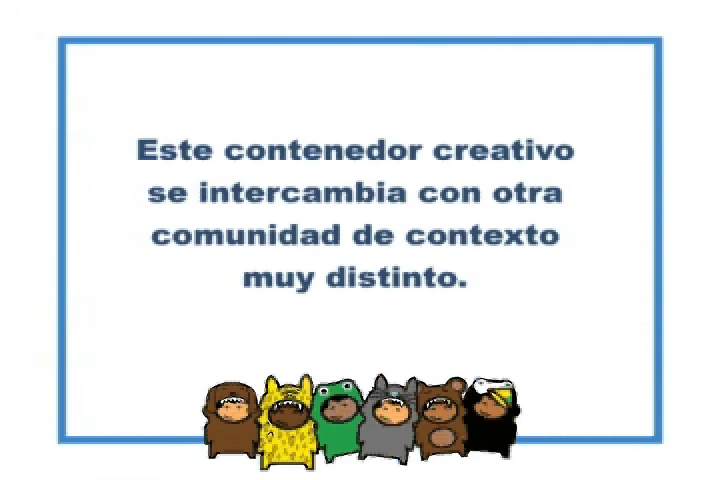 Este contenedor creativo
se intercambia con otra
comunidad de contexto
muy distinto.